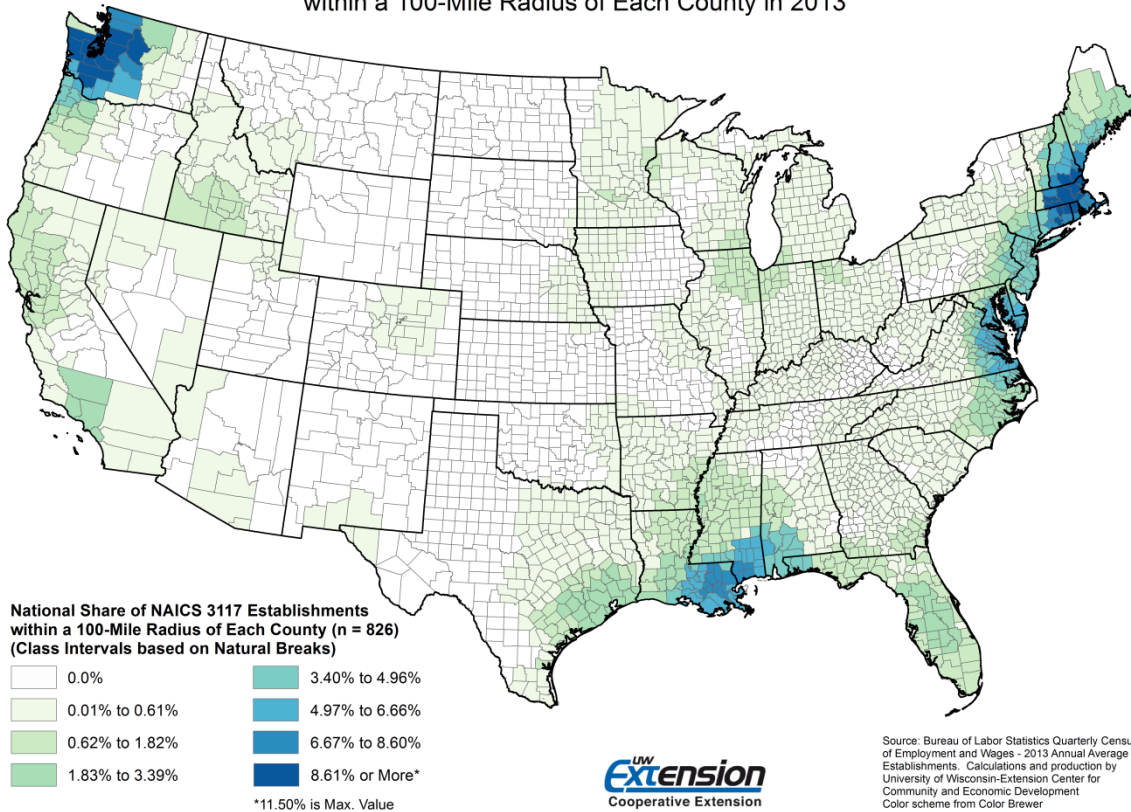 within a 100-Mile Radius of Each County in 2013
National Share of NAICS 3117 Establishments
within a 100-Mile Radius of Each County (n = 826)
(Class Intervals based on Natural Breaks)
0.0%
0.01% to 0.61%
0.62% to 1.82%
1.83% to 3.39%
3.40% to 4.96%
4.97% to 6.66%
6.67% to 8.60%
8.61% or More*
*11.50% is Max. Value
UW
Extension
Cooperative Extension
Source: Bureau of Labor Statistics Quarterly Censu
of Employment and Wages - 2013 Annual Average
Establishments. Calculations and production by
University of Wisconsin-Extension Center for
Community and Economic Development
Color scheme from Color Brewer